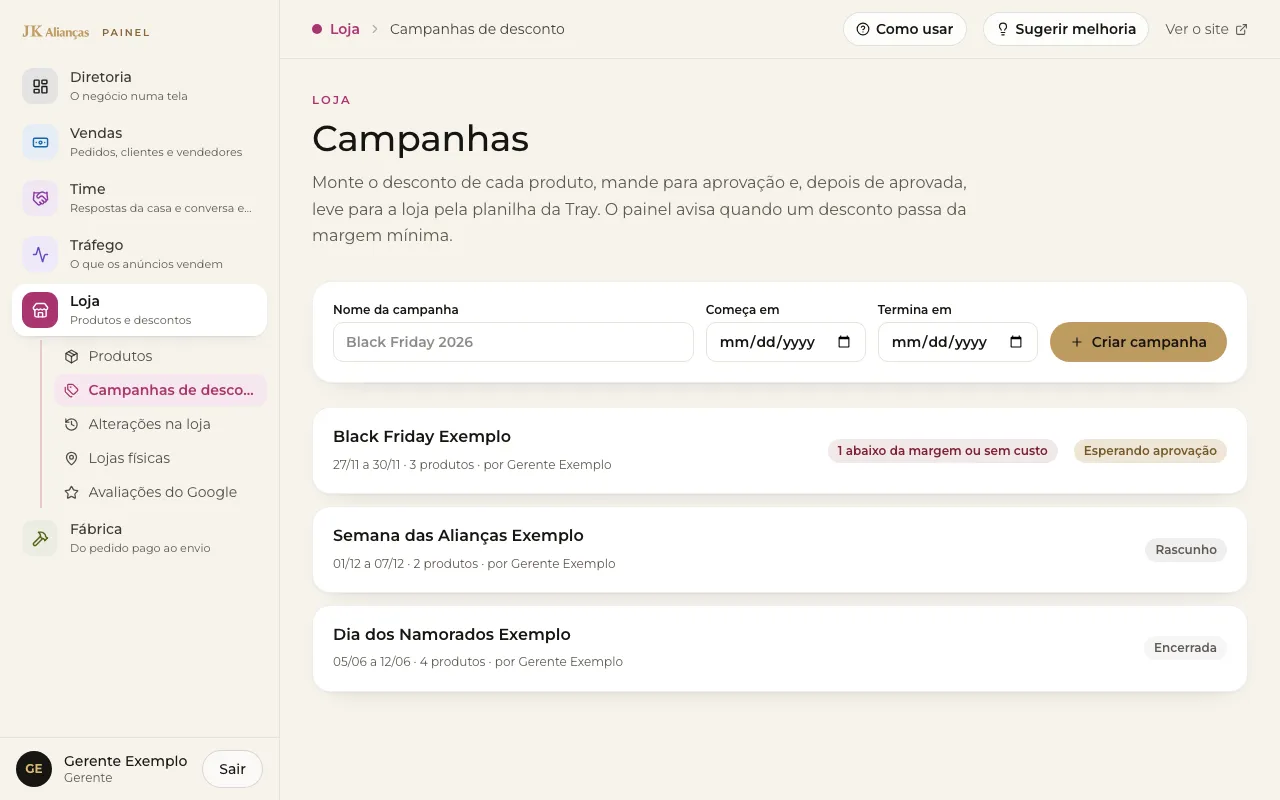 JK Alianças PAINEL
Diretoria
O negócio numa tela
Vendas
Pedidos, clientes e vendedores
Time
Respostas da casa e conversa e...
Tráfego
O que os anúncios vendem
Loja
Produtos e descontos
Produtos
Campanhas de desco...
Alterações na loja
Lojas físicas
Avaliações do Google
Fábrica
Do pedido pago ao envio
GE
Gerente Exemplo
Gerente
Sair
Loja > Campanhas de desconto
Como usar
Sugerir melhoria
Ver o site
LOJA
Campanhas
Monte o desconto de cada produto, mande para aprovação e, depois de aprovada,
leve para a loja pela planilha da Tray. O painel avisa quando um desconto passa da
margem mínima.
Nome da campanha
Black Friday 2026
Começa em
mm/dd/yyyy
Termina em
mm/dd/yyyy
+ Criar campanha
Black Friday Exemplo
27/11 a 30/11 · 3 produtos · por Gerente Exemplo
1 abaixo da margem ou sem custo
Esperando aprovação
Semana das Alianças Exemplo
01/12 a 07/12 · 2 produtos · por Gerente Exemplo
Rascunho
Dia dos Namorados Exemplo
05/06 a 12/06 · 4 produtos · por Gerente Exemplo
Encerrada